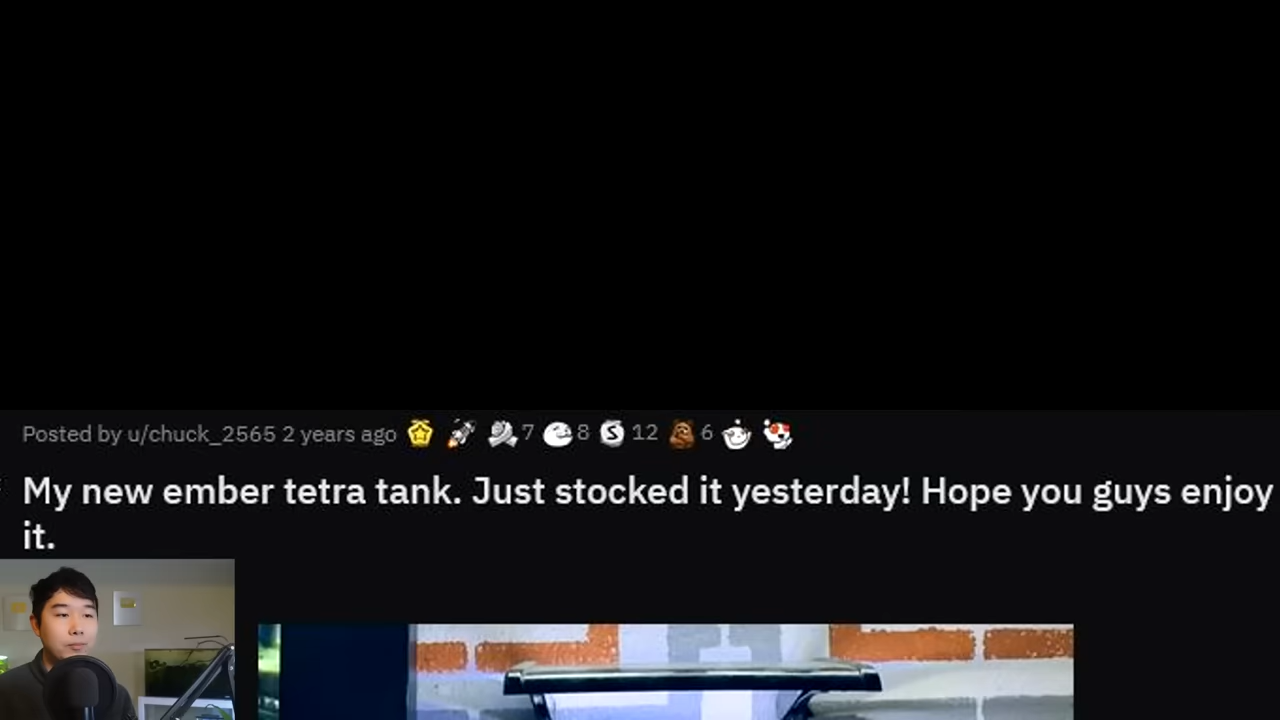 Posted by u/chuck_2565 2 years ago 7 8 S 12 6
My new ember tetra tank. Just stocked it yesterday! Hope you guys enjoy
it.